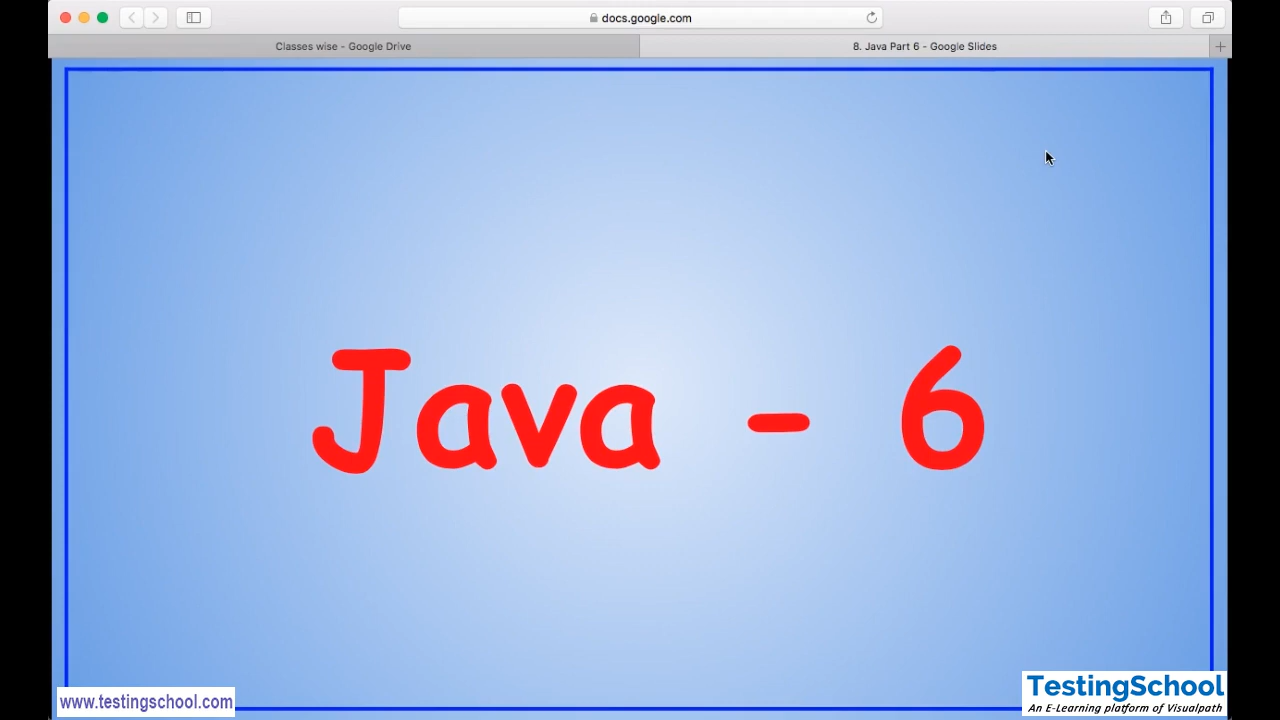 docs.google.com
Classes wise - Google Drive
8. Java Part 6 - Google Slides
Java - 6
www.testingschool.com
TestingSchool
An E-Learning platform of Visualpath